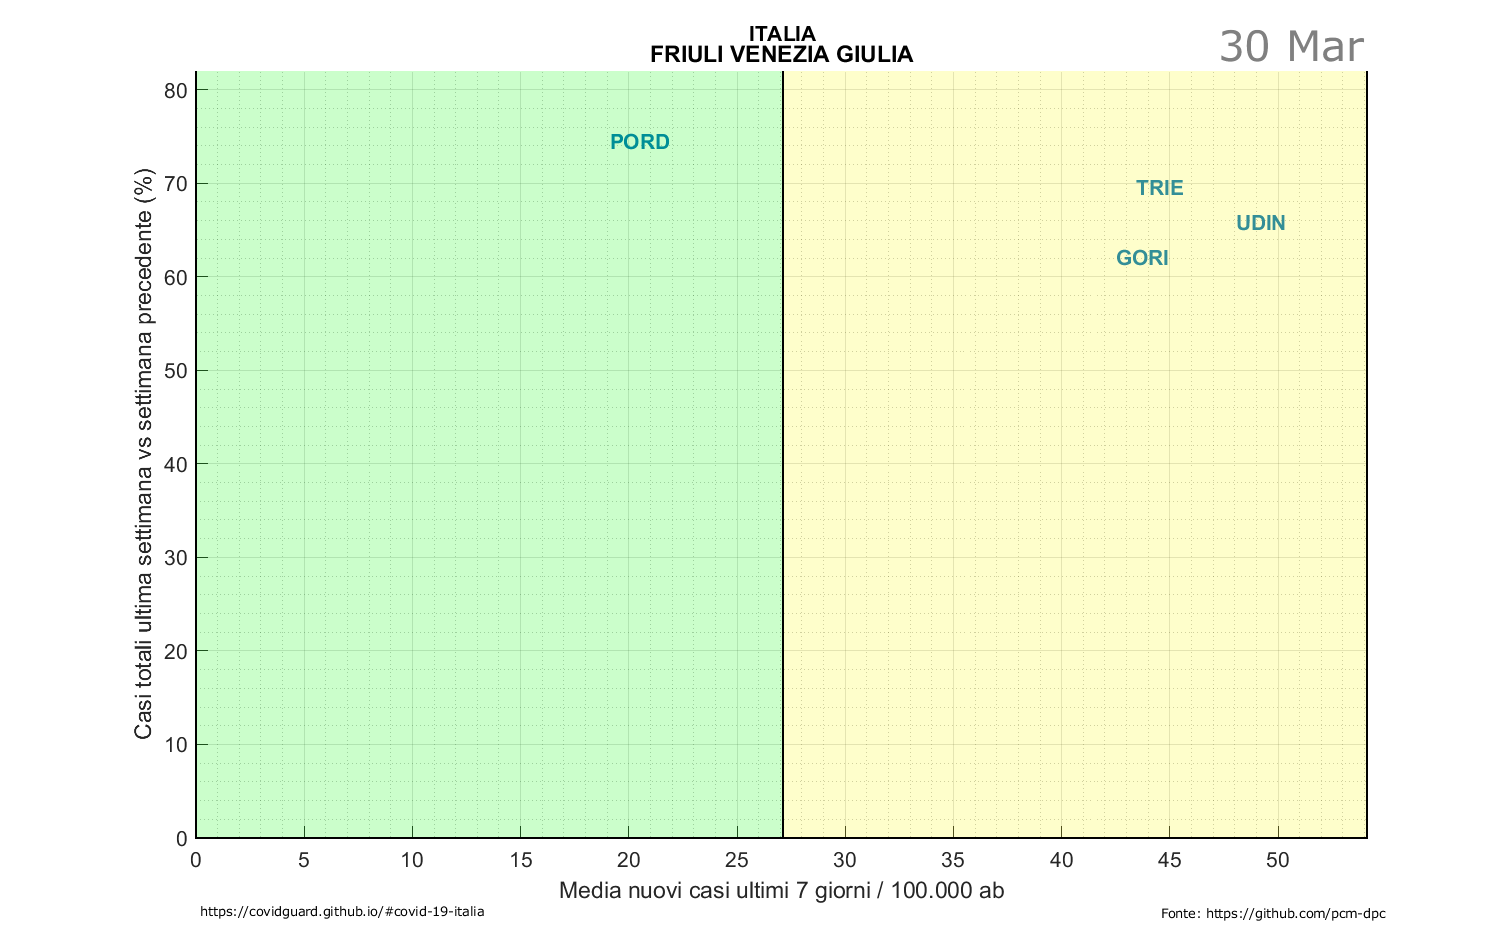 ITALIA
FRIULI VENEZIA GIULIA
30 Mar
Casi totali ultima settimana vs settimana precedente (%)
80
70
60
50
40
30
20
10
0
PORD
TRIE
UDIN
GORI
0 5 10 15 20 25 30 35 40 45 50
Media nuovi casi ultimi 7 giorni / 100.000 ab
https://covidguard.github.io/#covid-19-italia
Fonte: https://github.com/pcm-dpc